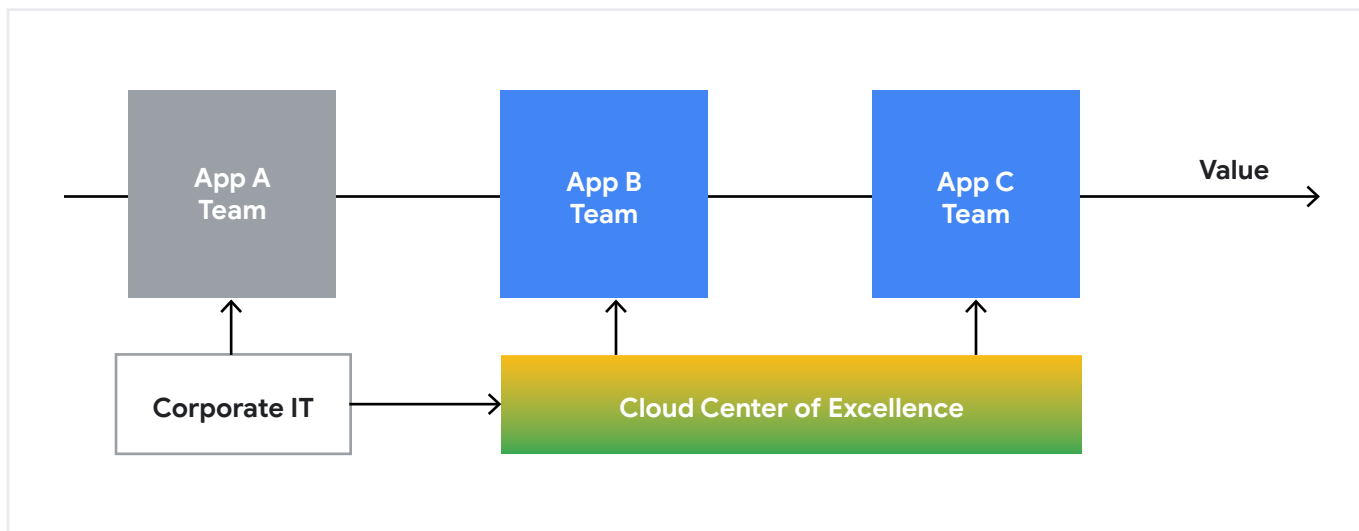 App A
Team
App B
Team
App C
Team
Value
Corporate IT
Cloud Center of Excellence